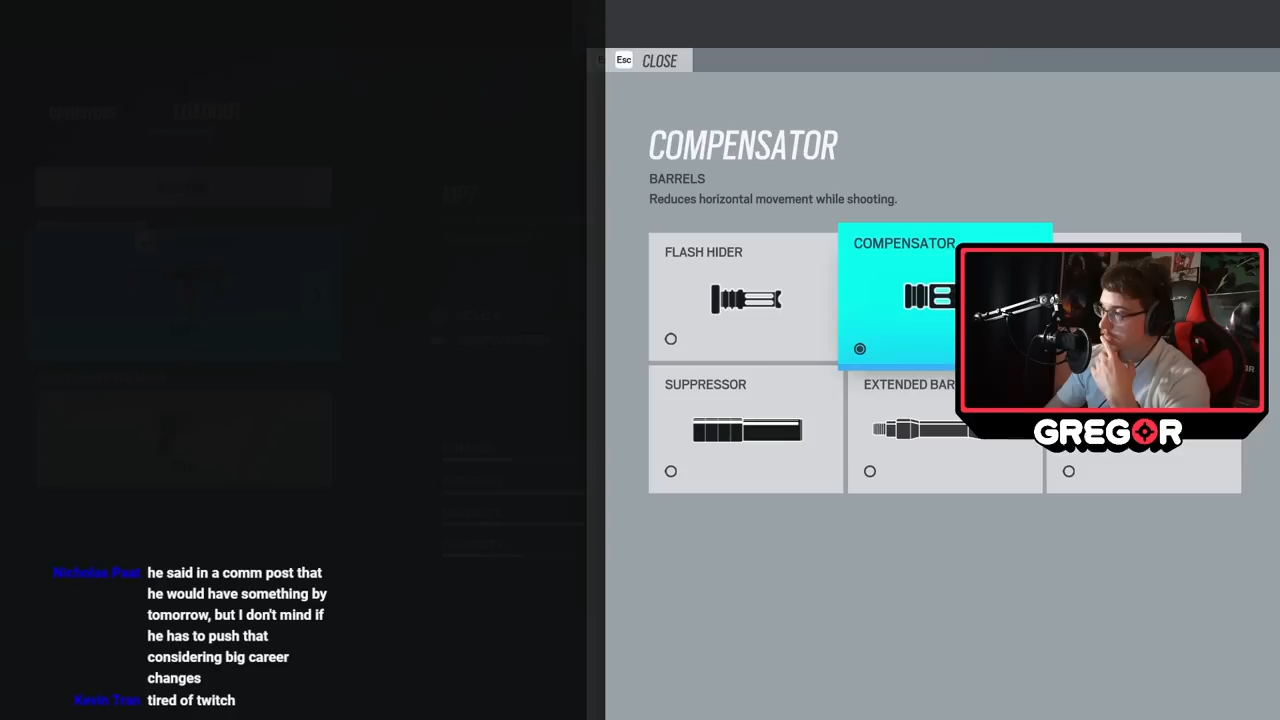 Esc CLOSE
COMPENSATOR
BARRELS
Reduces horizontal movement while shooting.
FLASH HIDER
COMPENSATOR
SUPPRESSOR
EXTENDED BAR
GREGOR
he said in a comm post that
he would have something by
tomorrow, but I don't mind if
he has to push that
considering big career
changes
Kevin Tran tired of twitch